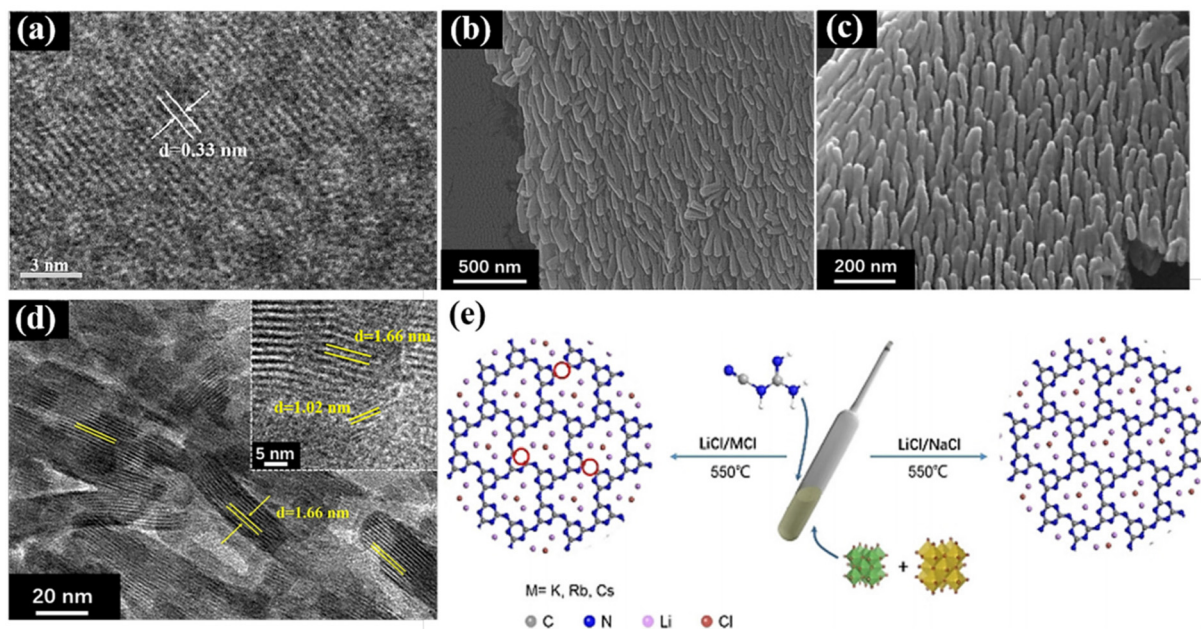 (a)
d=0.33 nm
3 nm
(b)
500 nm
(c)
200 nm
(d)
d=1.66 nm
d=1.02 nm
5 nm
d=1.66 nm
20 nm
(e)
LiCl/MCl
550℃
LiCl/NaCl
550℃
+
M= K, Rb, Cs
C N Li Cl